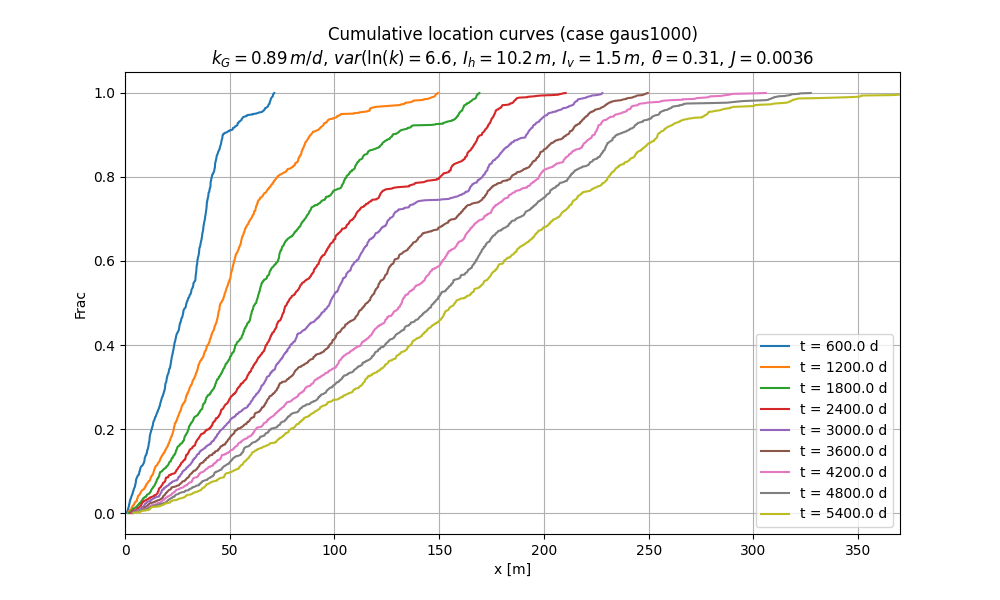 Cumulative location curves (case gaus1000)
k_G = 0.89 m/d, var(ln(k) = 6.6, I_h = 10.2 m, I_v = 1.5 m, θ = 0.31, J = 0.0036
1.0
0.8
0.6
0.4
0.2
0.0
Frac
0 50 100 150 200 250 300 350
x [m]
t = 600.0 d
t = 1200.0 d
t = 1800.0 d
t = 2400.0 d
t = 3000.0 d
t = 3600.0 d
t = 4200.0 d
t = 4800.0 d
t = 5400.0 d